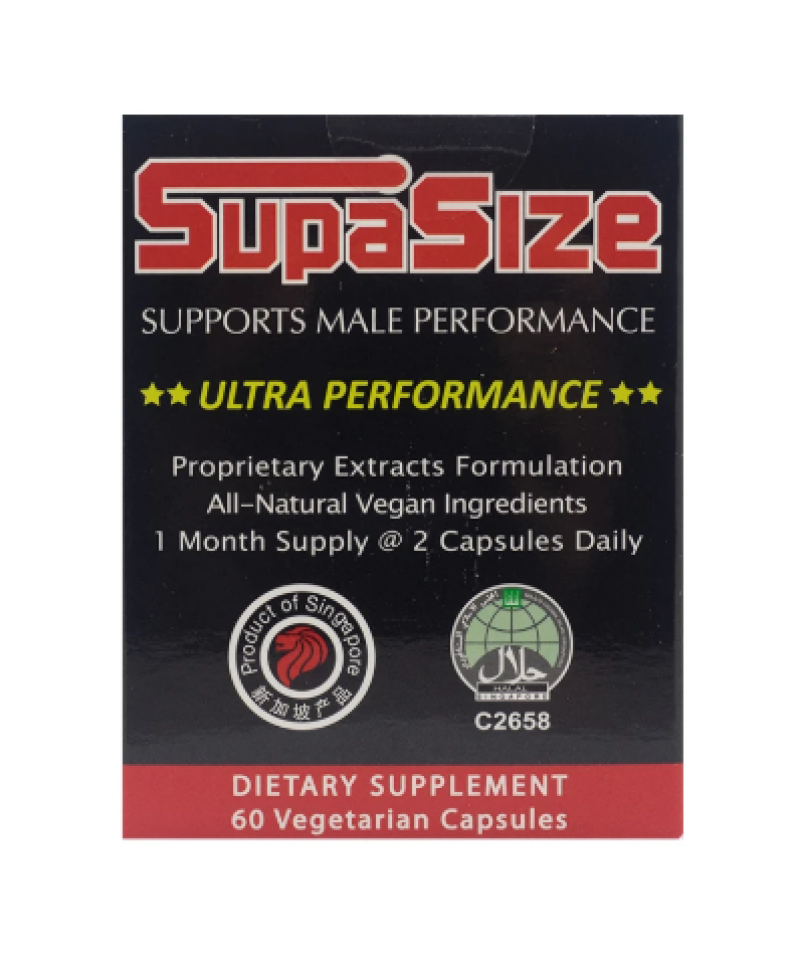 SupaSize
SUPPORTS MALE PERFORMANCE
ULTRA PERFORMANCE
Proprietary Extracts Formulation
All-Natural Vegan Ingredients
1 Month Supply @ 2 Capsules Daily
Product of Singapore
新加坡产品
حلال
HALAL
SINGAPORE
C2658
DIETARY SUPPLEMENT
60 Vegetarian Capsules